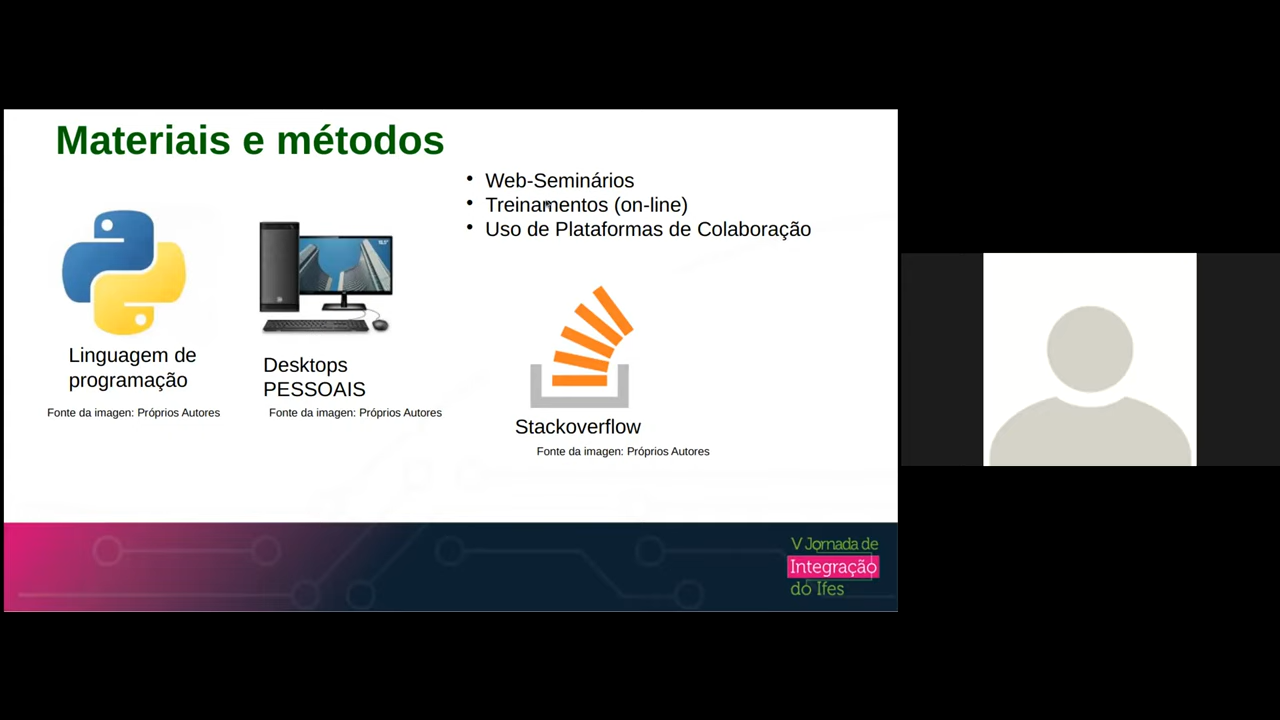 Materiais e métodos
• Web-Seminários
• Treinamentos (on-line)
• Uso de Plataformas de Colaboração
Linguagem de
programação
Fonte da imagen: Próprios Autores
Desktops
PESSOAIS
Fonte da imagen: Próprios Autores
Stackoverflow
Fonte da imagen: Próprios Autores
V Jornada de
Integração
do Ifes